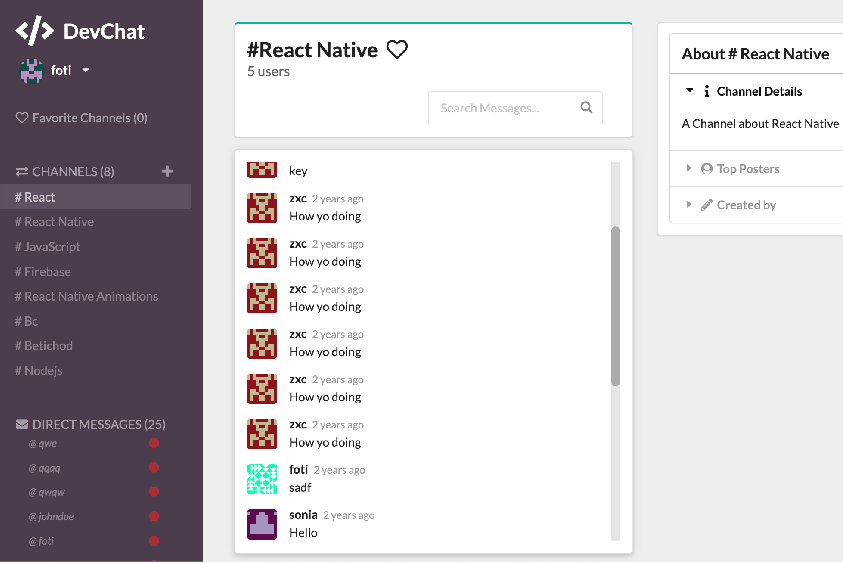 DevChat
foti
Favorite Channels (0)
CHANNELS (8)
# React
# React Native
# JavaScript
# Firebase
# React Native Animations
# Bc
# Betichod
# Nodejs
DIRECT MESSAGES (25)
@ qwe
@ qqqq
@ qwqw
@ johndoe
@ foti
#React Native
5 users
Search Messages...
key
zxc 2 years ago
How yo doing
zxc 2 years ago
How yo doing
zxc 2 years ago
How yo doing
zxc 2 years ago
How yo doing
zxc 2 years ago
How yo doing
zxc 2 years ago
How yo doing
foti 2 years ago
sadf
sonia 2 years ago
Hello
About # React Native
Channel Details
A Channel about React Native
Top Posters
Created by